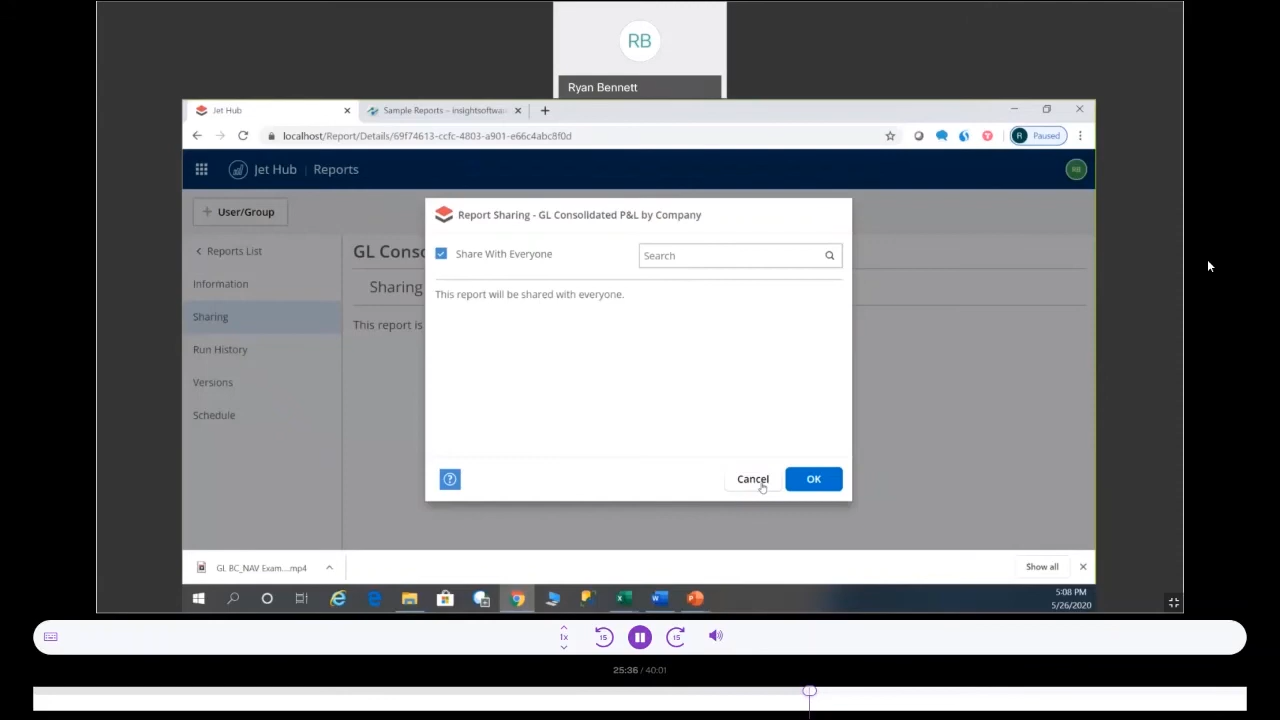 RB
Ryan Bennett
Jet Hub
Sample Reports – insightsoftwa
localhost/Report/Details/69f74613-ccfc-4803-a901-e66c4abc8f0d
R Paused
Jet Hub | Reports
RB
+ User/Group
Reports List
Information
Sharing
Run History
Versions
Schedule
GL Conso
Sharing
This report is
Report Sharing - GL Consolidated P&L by Company
Share With Everyone
Search
This report will be shared with everyone.
?
Cancel
OK
GL BC_NAV Exam....mp4
Show all
5:08 PM
5/26/2020
1x
15
15
25:36 / 40:01